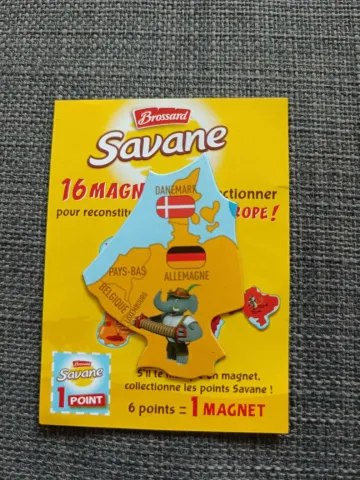 Brossard
Savane
16 MAGN ctionner
pour reconstitu OPE !
DANEMARK
PAYS-BAS
ALLEMAGNE
BELGIQUE
LUXEMBOURG
Brossard
Savane
1 POINT
S'il te n magnet,
collectionne les points Savane !
6 points = 1 MAGNET